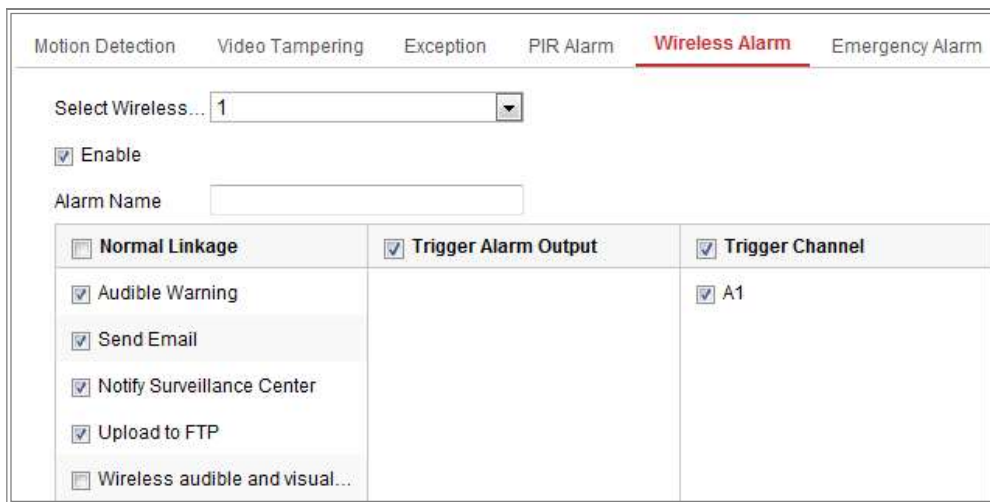 Motion Detection Video Tampering Exception PIR Alarm Wireless Alarm Emergency Alarm
Select Wireless... 1
Enable
Alarm Name
Normal Linkage Trigger Alarm Output Trigger Channel
Audible Warning A1
Send Email
Notify Surveillance Center
Upload to FTP
Wireless audible and visual...